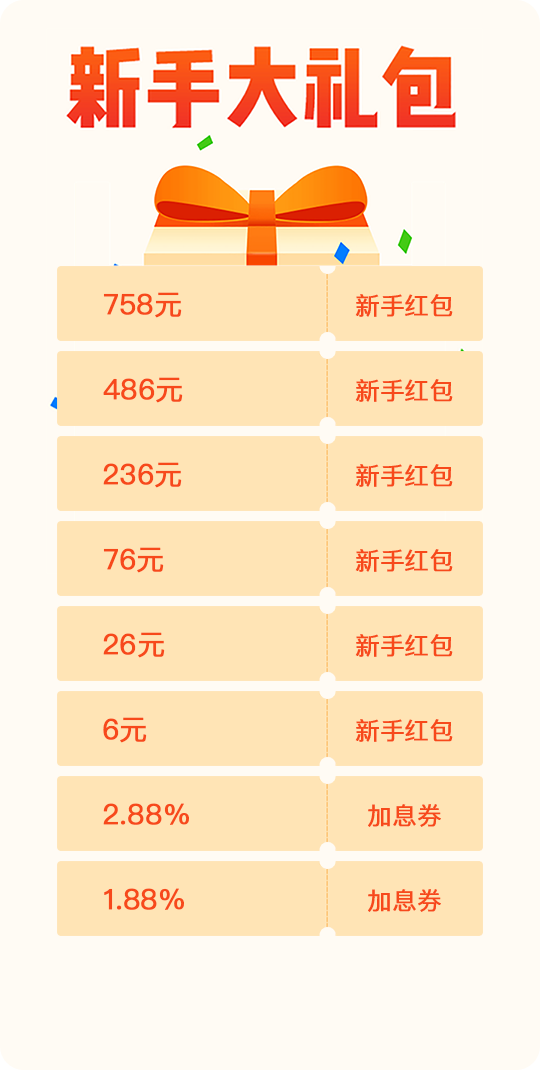 新手大礼包
758元 新手红包
486元 新手红包
236元 新手红包
76元 新手红包
26元 新手红包
6元 新手红包
2.88% 加息券
1.88% 加息券